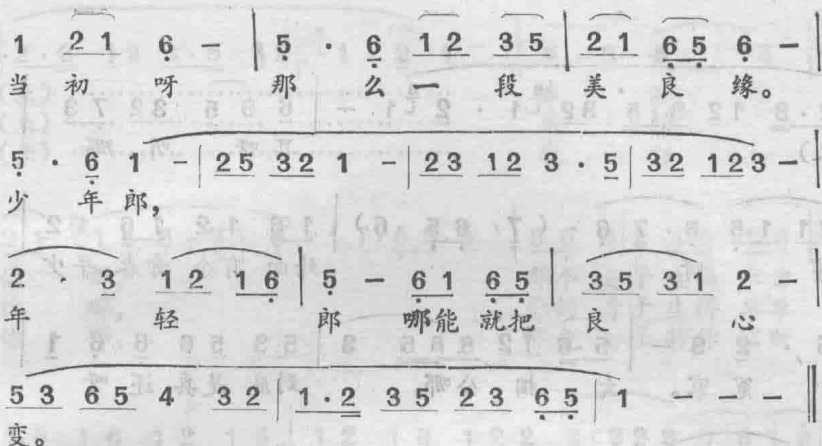 1 2 1 6 – | 5 · 6 1 2 3 5 | 2 1 6 5 6 – |
当 初 呀 那 么 一 段 美 良 缘。
5 · 6 1 – | 2 5 3 2 1 – | 2 3 1 2 3 · 5 | 3 2 1 2 3 – |
少 年 郎,
2 · 3 1 2 1 6 | 5 – 6 1 6 5 | 3 5 3 1 2 – |
年 轻 郎 哪能 就把 良 心
5 3 6 5 4 3 2 | 1 · 2 3 5 2 3 6 5 | 1 – – – ‖
变。